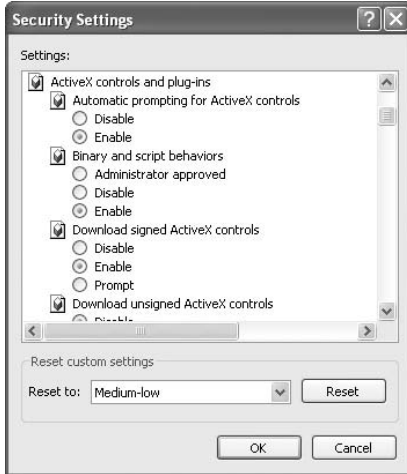 Security Settings
Settings:
ActiveX controls and plug-ins
Automatic prompting for ActiveX controls
Disable
Enable
Binary and script behaviors
Administrator approved
Disable
Enable
Download signed ActiveX controls
Disable
Enable
Prompt
Download unsigned ActiveX controls
Disable
Reset custom settings
Reset to: Medium-low Reset
OK Cancel